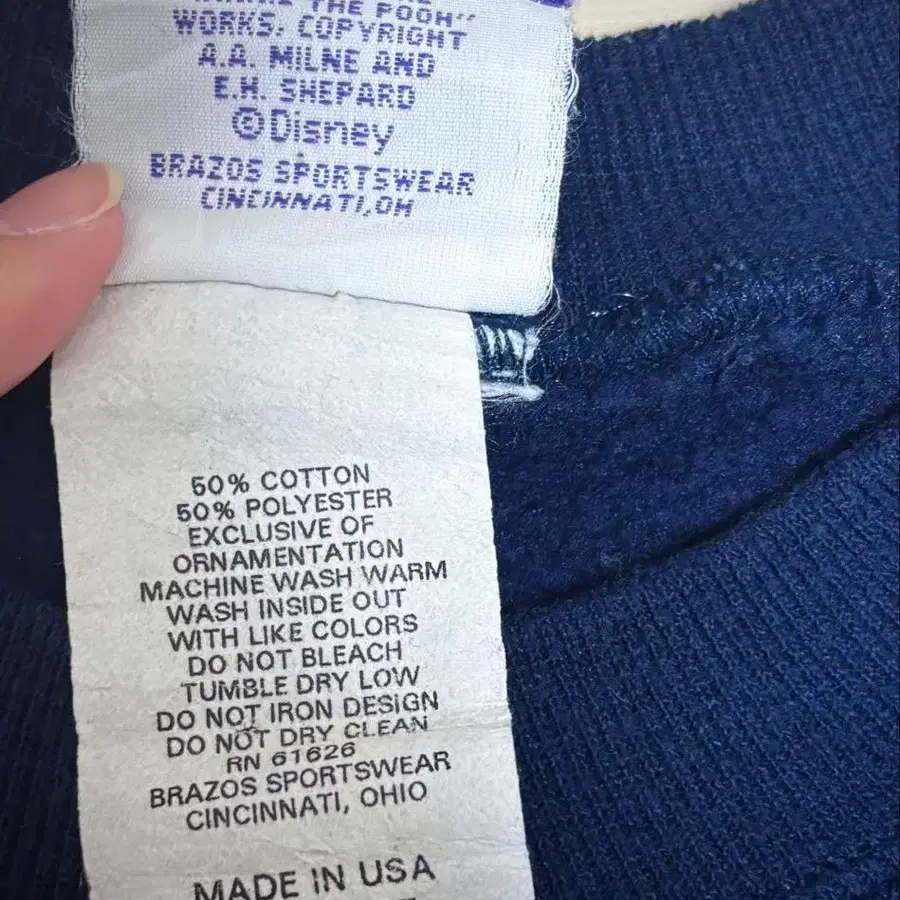 THE POOH"
WORKS. COPYRIGHT
A.A. MILNE AND
E.H. SHEPARD
©Disney
BRAZOS SPORTSWEAR
CINCINNATI,OH
50% COTTON
50% POLYESTER
EXCLUSIVE OF
ORNAMENTATION
MACHINE WASH WARM
WASH INSIDE OUT
WITH LIKE COLORS
DO NOT BLEACH
TUMBLE DRY LOW
DO NOT IRON DESIGN
DO NOT DRY CLEAN
RN 61626
BRAZOS SPORTSWEAR
CINCINNATI, OHIO
MADE IN USA